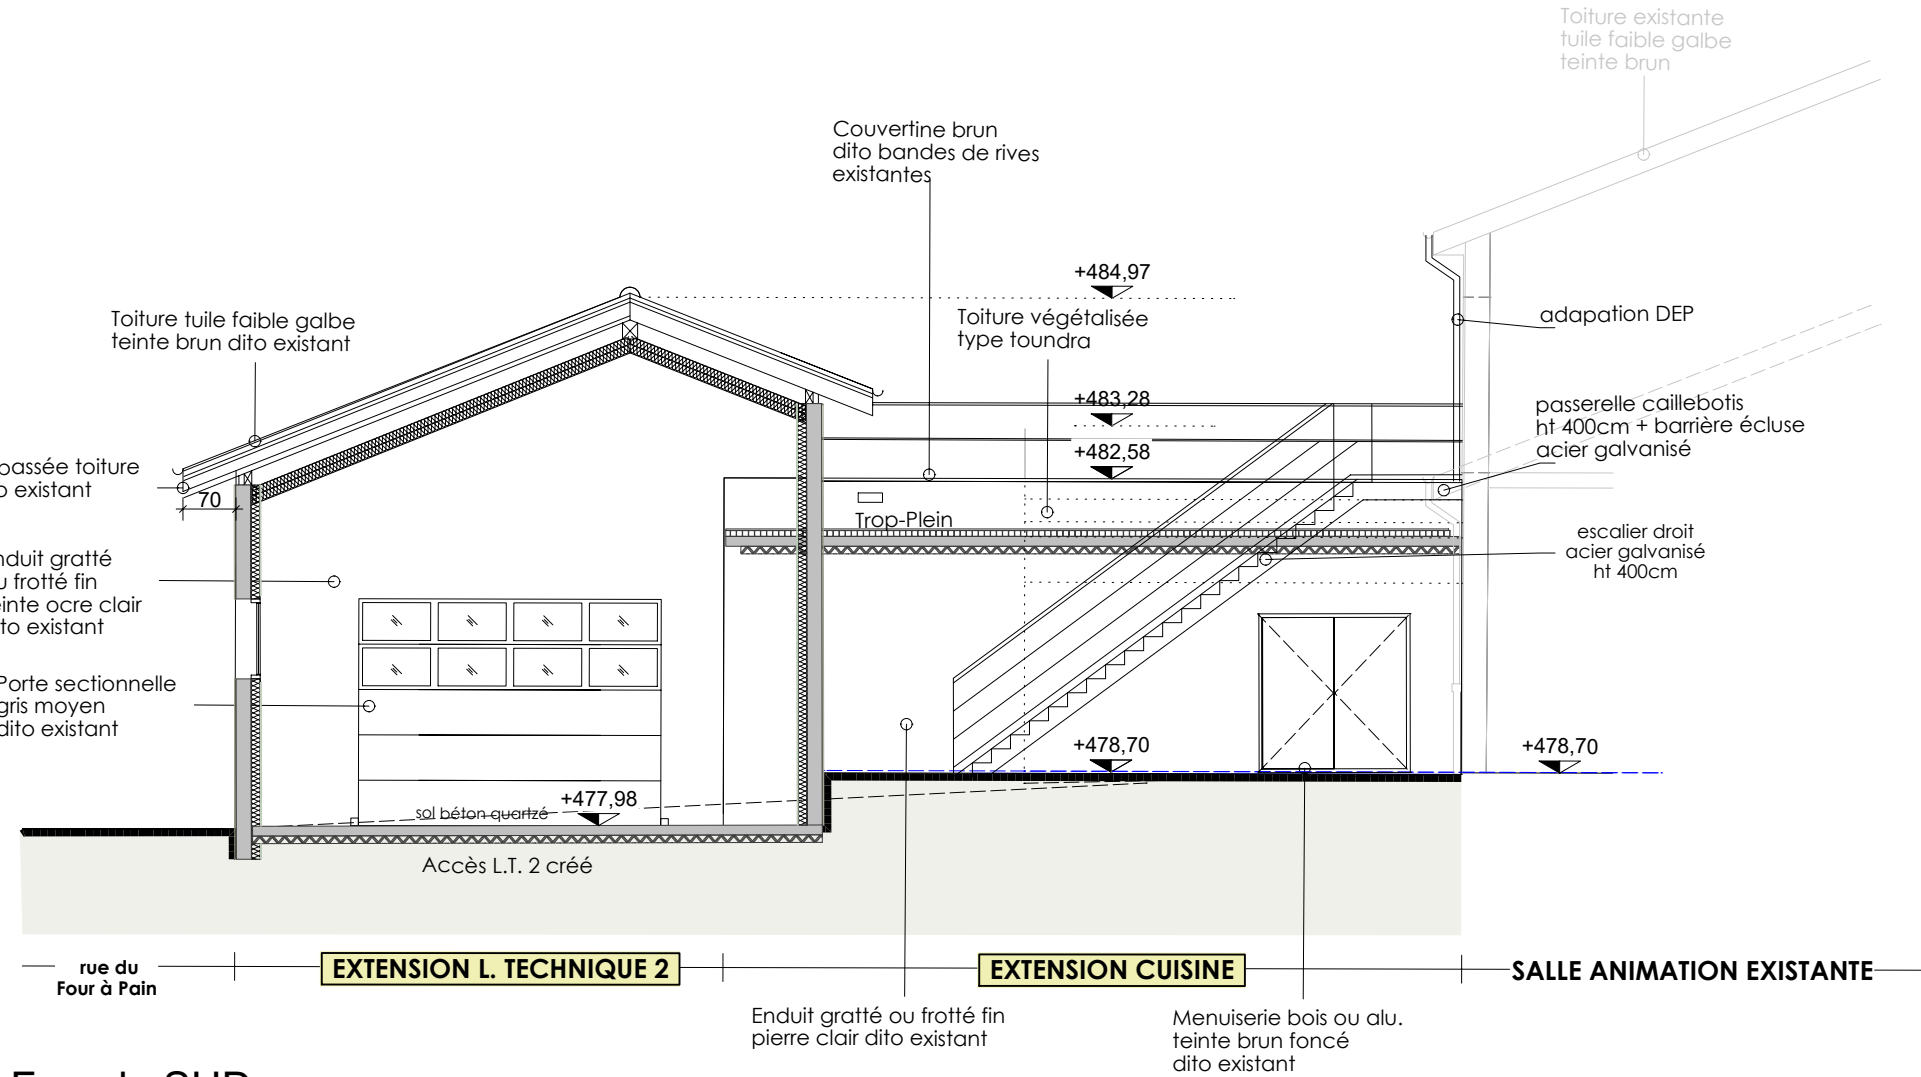 Toiture existante
tuile faible galbe
teinte brun
Couvertine brun
dito bandes de rives
existantes
+484,97
Toiture tuile faible galbe
teinte brun dito existant
Toiture végétalisée
type toundra
adapation DEP
+483,28
passerelle caillebotis
ht 400cm + barrière écluse
acier galvanisé
+482,58
passée toiture
existant
70
Trop-Plein
escalier droit
acier galvanisé
ht 400cm
gratté
frotté fin
ocre clair
existant
Porte sectionnelle
gris moyen
dito existant
+478,70
+478,70
+477,98
sol béton quartzé
Accès L.T. 2 créé
rue du
Four à Pain
EXTENSION L. TECHNIQUE 2
EXTENSION CUISINE
SALLE ANIMATION EXISTANTE
Enduit gratté ou frotté fin
pierre clair dito existant
Menuiserie bois ou alu.
teinte brun foncé
dito existant